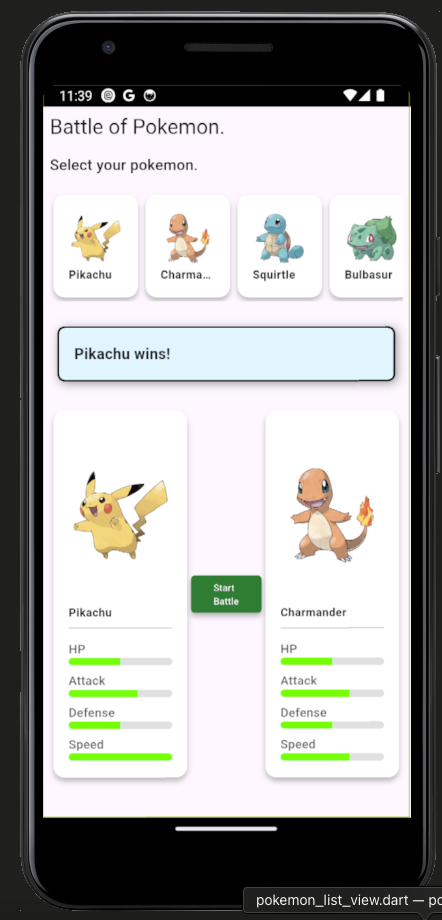 11:39
Battle of Pokemon.
Select your pokemon.
Pikachu
Charma...
Squirtle
Bulbasur
Pikachu wins!
Start
Battle
Pikachu
HP
Attack
Defense
Speed
Charmander
HP
Attack
Defense
Speed
pokemon_list_view.dart — po